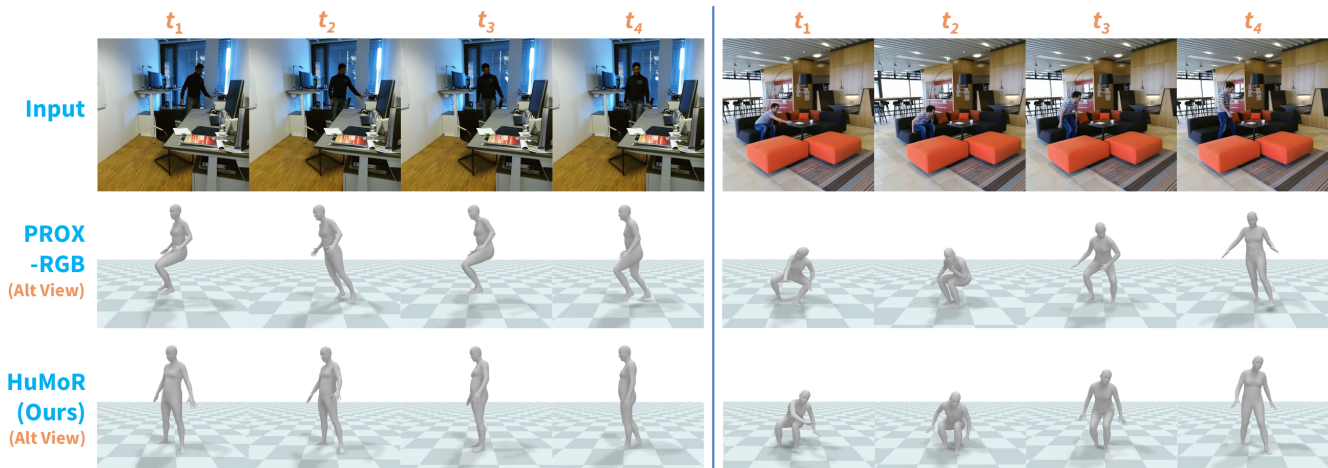 t1 t2 t3 t4 t1 t2 t3 t4
Input
PROX
-RGB
(Alt View)
HuMoR
(Ours)
(Alt View)